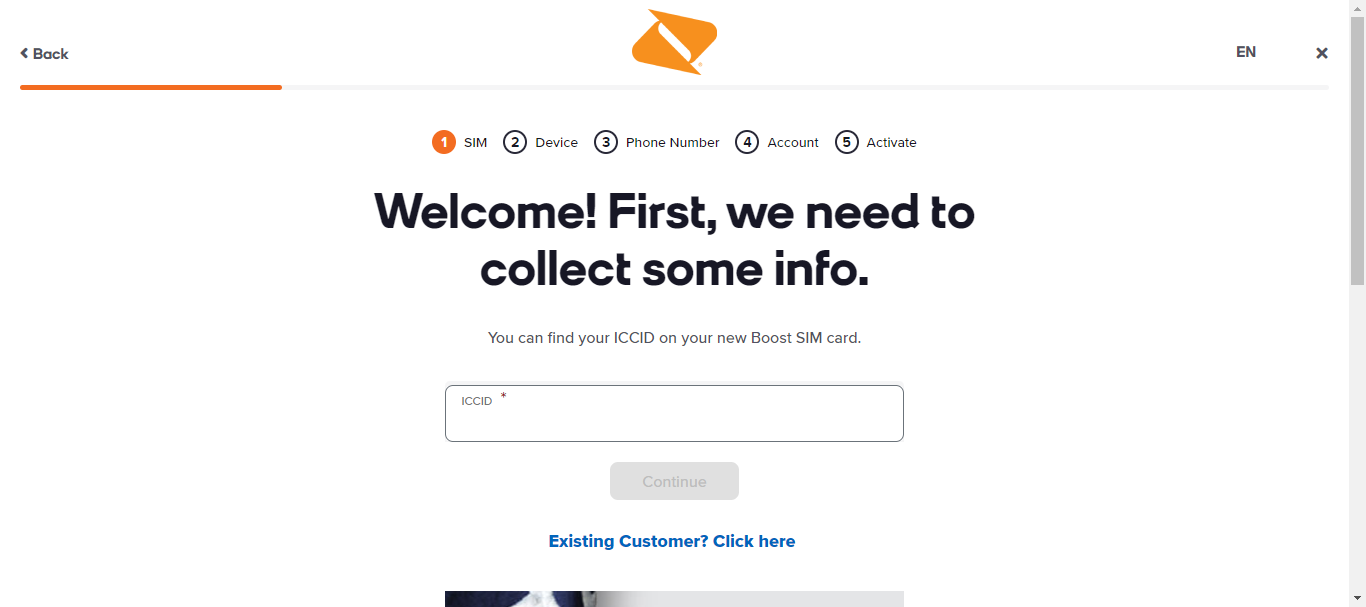 Back
EN
1 SIM 2 Device 3 Phone Number 4 Account 5 Activate
Welcome! First, we need to
collect some info.
You can find your ICCID on your new Boost SIM card.
ICCID *
Continue
Existing Customer? Click here